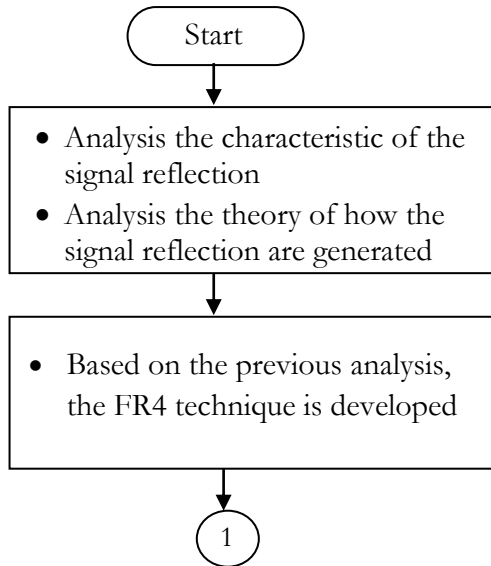 Start
• Analysis the characteristic of the
signal reflection
• Analysis the theory of how the
signal reflection are generated
• Based on the previous analysis,
the FR4 technique is developed
1